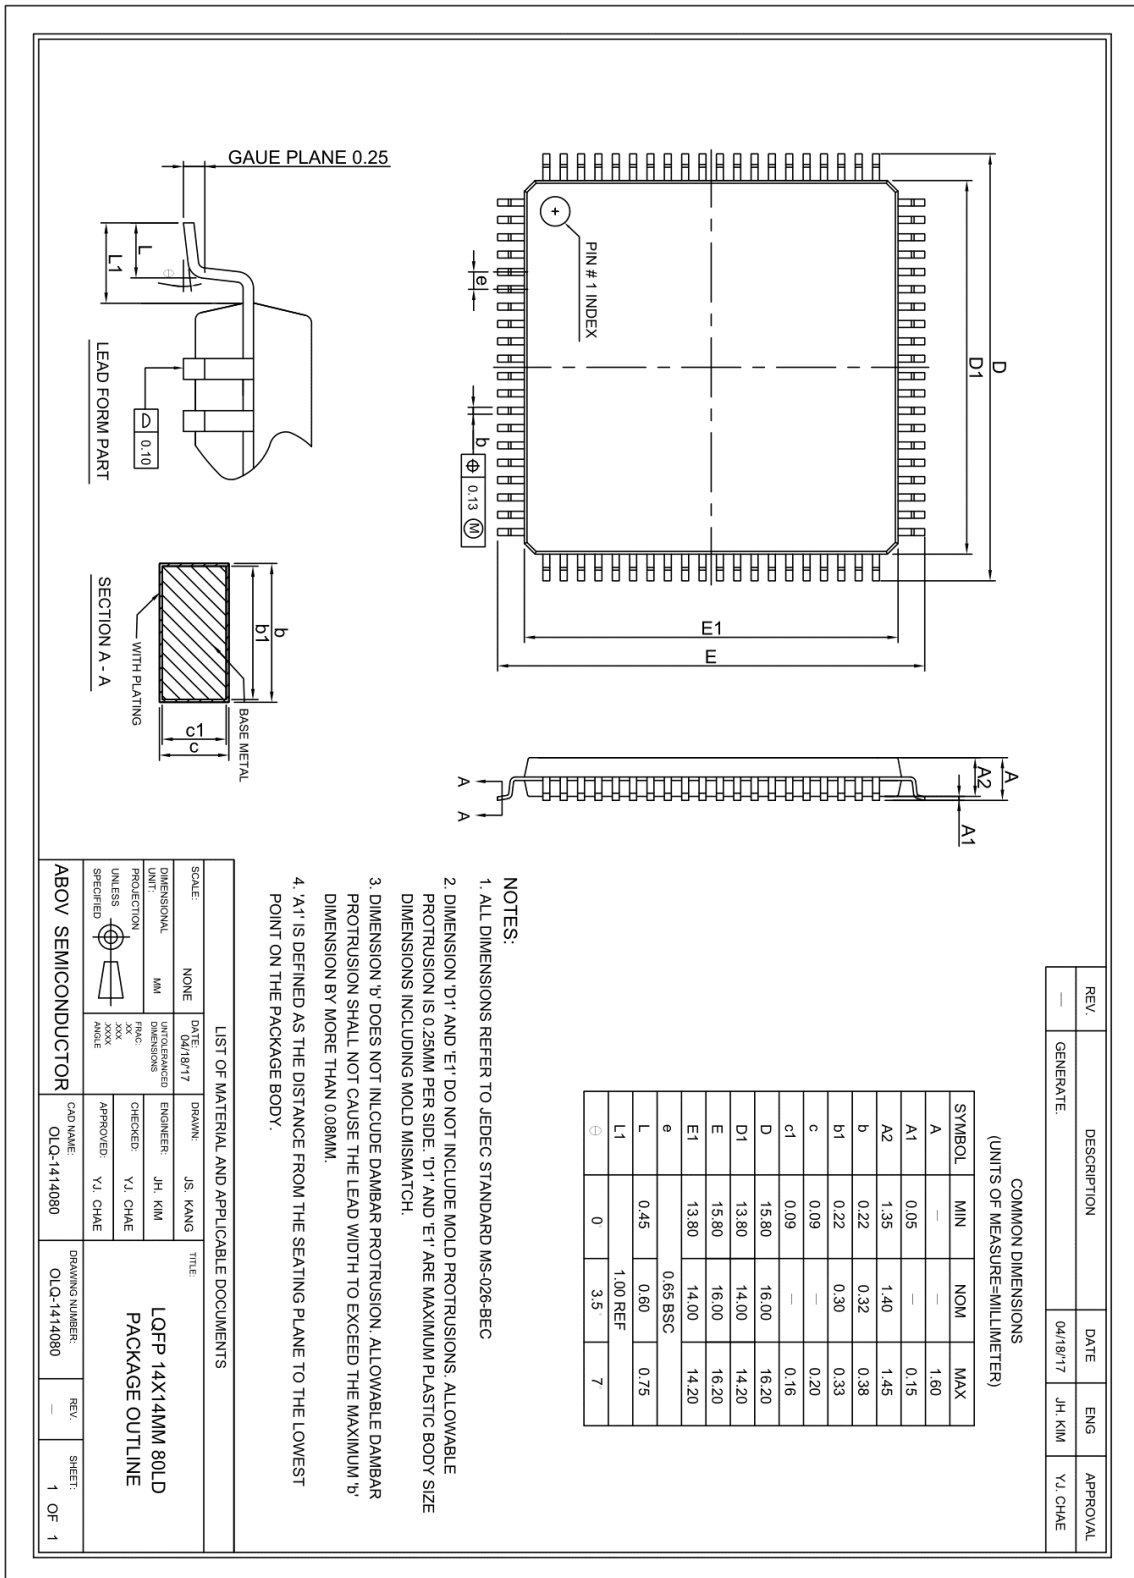 REV. DESCRIPTION DATE ENG APPROVAL
— GENERATE. 04/18/'17 JH. KIM YJ. CHAE
D
D1
PIN # 1 INDEX
e
b
0.13 M
E1
E
GAUE PLANE 0.25
L
L1
θ
0.10
LEAD FORM PART
b
b1
c1
c
BASE METAL
WITH PLATING
SECTION A - A
A
A2
A1
A
A
COMMON DIMENSIONS
(UNITS OF MEASURE=MILLIMETER)
SYMBOL MIN NOM MAX
A — — 1.60
A1 0.05 — 0.15
A2 1.35 1.40 1.45
b 0.22 0.32 0.38
b1 0.22 0.30 0.33
c 0.09 — 0.20
c1 0.09 — 0.16
D 15.80 16.00 16.20
D1 13.80 14.00 14.20
E 15.80 16.00 16.20
E1 13.80 14.00 14.20
e 0.65 BSC
L 0.45 0.60 0.75
L1 1.00 REF
θ 0° 3.5° 7°
NOTES:
1. ALL DIMENSIONS REFER TO JEDEC STANDARD MS-026-BEC
2. DIMENSION 'D1' AND 'E1' DO NOT INCLUDE MOLD PROTRUSIONS. ALLOWABLE
PROTRUSION IS 0.25MM PER SIDE. 'D1' AND 'E1' ARE MAXIMUM PLASTIC BODY SIZE
DIMENSIONS INCLUDING MOLD MISMATCH.
3. DIMENSION 'b' DOES NOT INLCUDE DAMBAR PROTRUSION. ALLOWABLE DAMBAR
PROTRUSION SHALL NOT CAUSE THE LEAD WIDTH TO EXCEED THE MAXIMUM 'b'
DIMENSION BY MORE THAN 0.08MM.
4. 'A1' IS DEFINED AS THE DISTANCE FROM THE SEATING PLANE TO THE LOWEST
POINT ON THE PACKAGE BODY.
LIST OF MATERIAL AND APPLICABLE DOCUMENTS
SCALE: NONE
DATE: 04/18/'17
DRAWN: JS. KANG
DIMENSIONAL
UNIT: MM
UNTOLERANCED
DIMENSIONS
ENGINEER: JH. KIM
PROJECTION
UNLESS
SPECIFIED
FRAC:
.XX
.XXX
.XXXX
ANGLE
CHECKED: YJ. CHAE
APPROVED: YJ. CHAE
TITLE:
LQFP 14X14MM 80LD
PACKAGE OUTLINE
ABOV SEMICONDUCTOR
CAD NAME:
OLQ-1414080
DRAWING NUMBER:
OLQ-1414080
REV.
—
SHEET:
1 OF 1